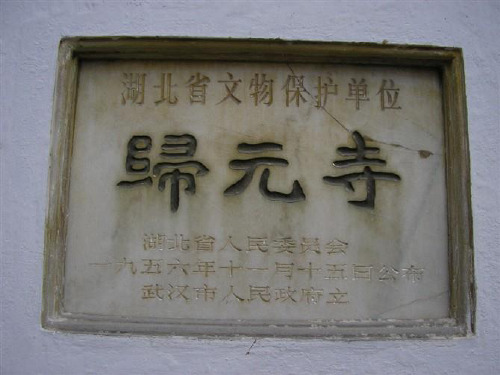 湖北省文物保护单位
歸元寺
湖北省人民委員会
一九五六年十一月十五日公布
武汉市人民政府立